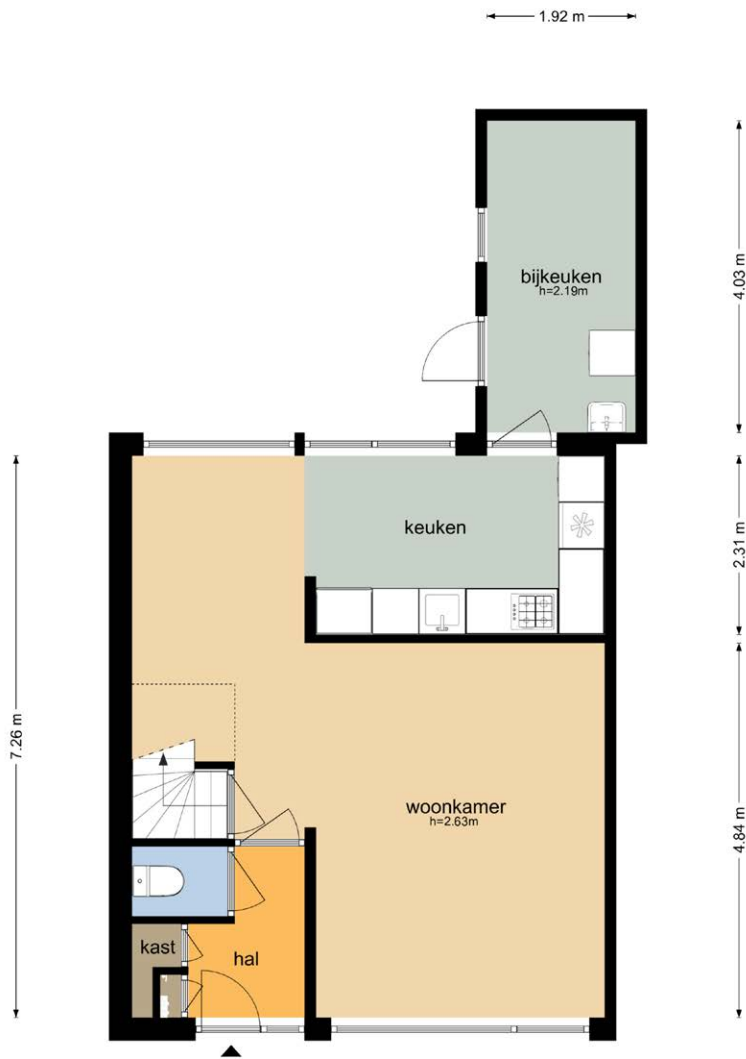 1.92 m
bijkeuken
h=2.19m
4.03 m
keuken
2.31 m
7.26 m
woonkamer
h=2.63m
4.84 m
kast
hal